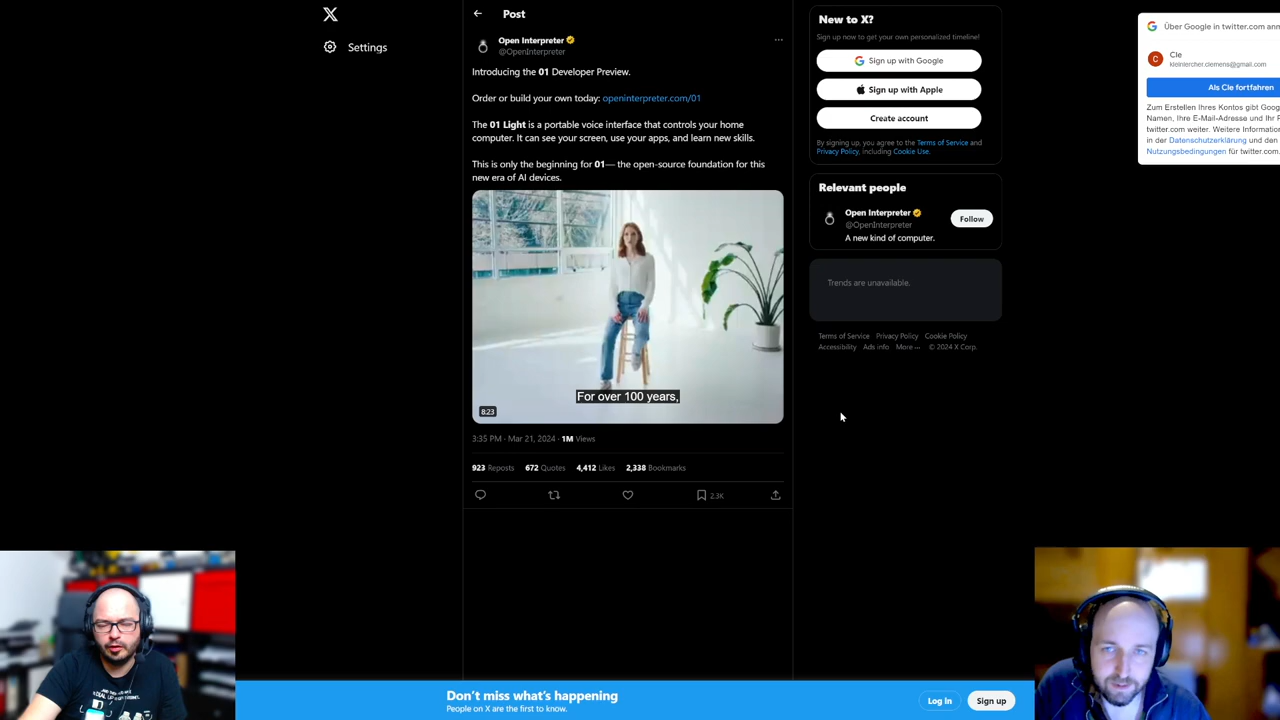 Settings
Post
Open Interpreter
@OpenInterpreter
Introducing the 01 Developer Preview.
Order or build your own today: openinterpreter.com/01
The 01 Light is a portable voice interface that controls your home
computer. It can see your screen, use your apps, and learn new skills.
This is only the beginning for 01— the open-source foundation for this
new era of AI devices.
For over 100 years,
8:23
3:35 PM · Mar 21, 2024 · 1M Views
923 Reposts 672 Quotes 4,412 Likes 2,338 Bookmarks
2.3K
New to X?
Sign up now to get your own personalized timeline!
Sign up with Google
Sign up with Apple
Create account
By signing up, you agree to the Terms of Service and
Privacy Policy, including Cookie Use.
Relevant people
Open Interpreter
@OpenInterpreter
Follow
A new kind of computer.
Trends are unavailable.
Terms of Service Privacy Policy Cookie Policy
Accessibility Ads info More ··· © 2024 X Corp.
Über Google in twitter.com
C
Cle
kleinlercher.clemens@gmail.com
Als Cle fortfahren
Zum Erstellen Ihres Kontos gibt
Namen, Ihre E-Mail-Adresse und Ihr
twitter.com weiter. Weitere
in der Datenschutzerklärung und den
Nutzungsbedingungen für twitter.com.
Don't miss what's happening
People on X are the first to know.
Log in
Sign up